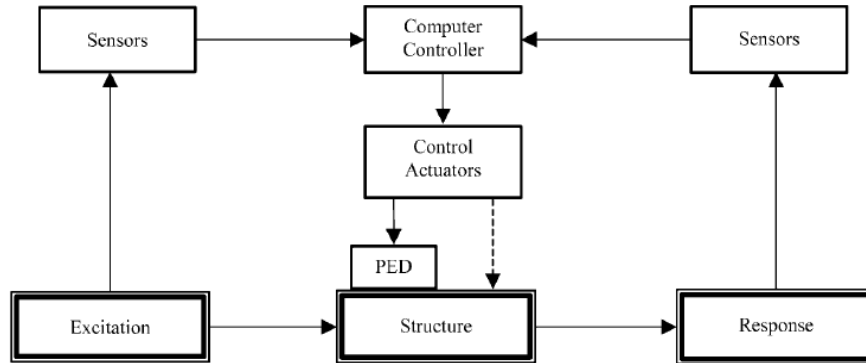 Sensors
Computer
Controller
Sensors
Control
Actuators
PED
Excitation
Structure
Response